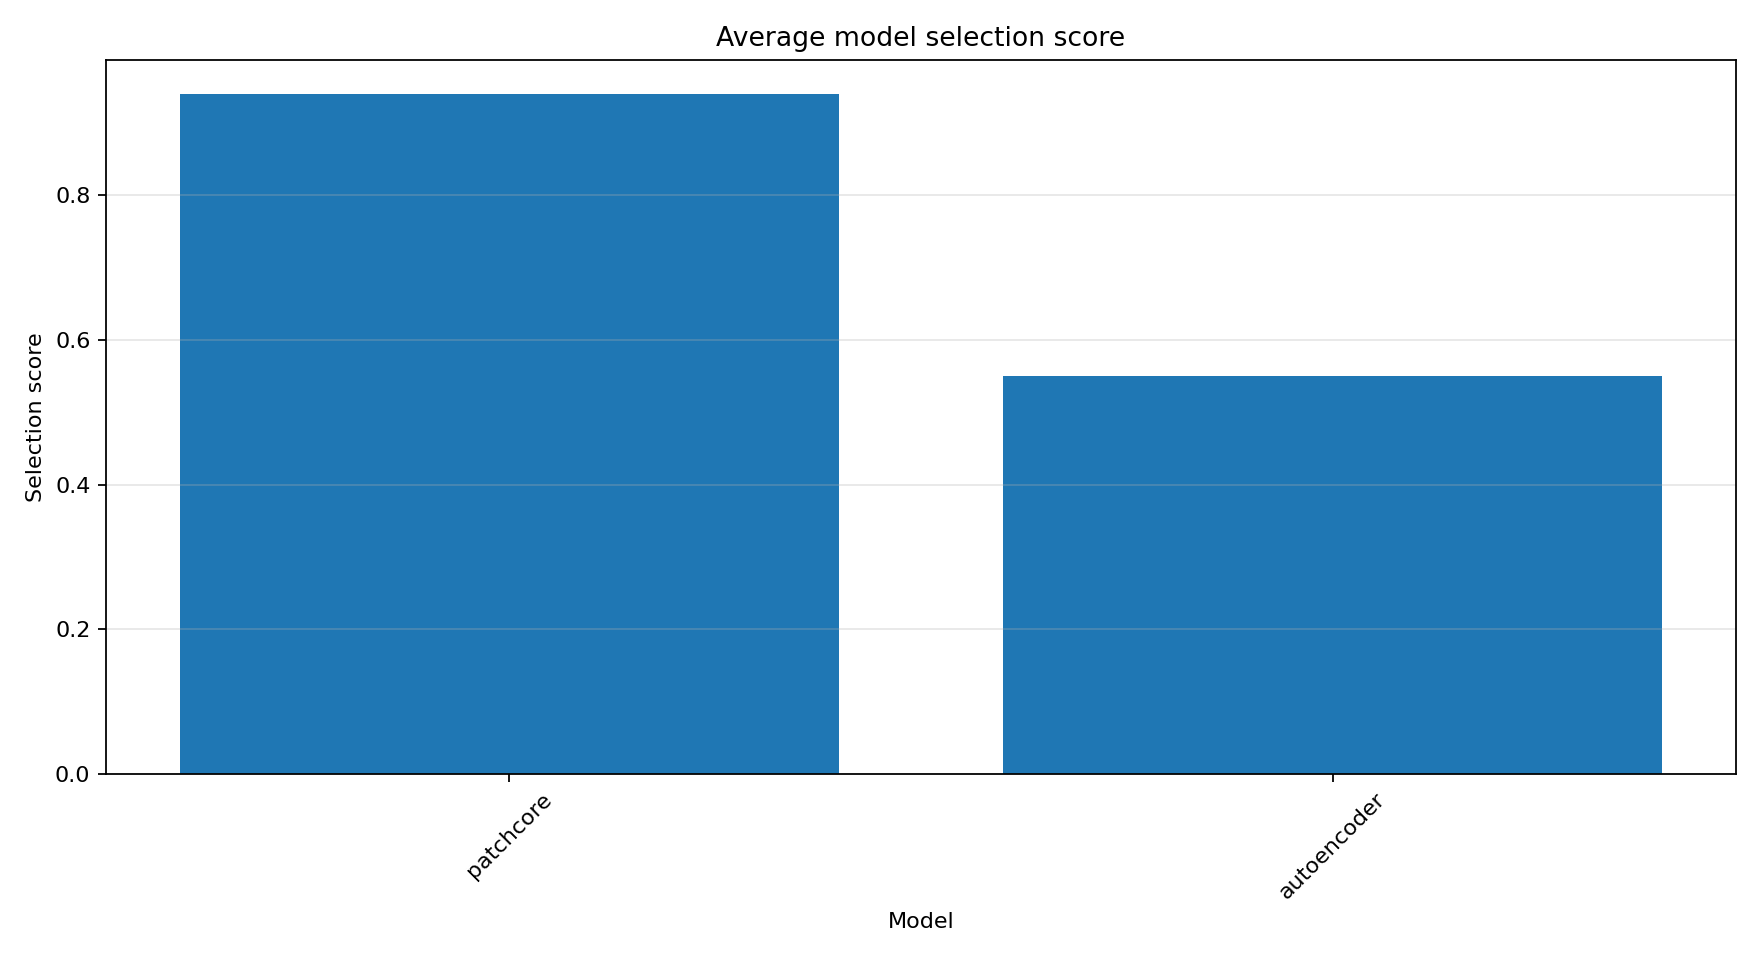 Average model selection score
Selection score
0.8
0.6
0.4
0.2
0.0
patchcore
autoencoder
Model